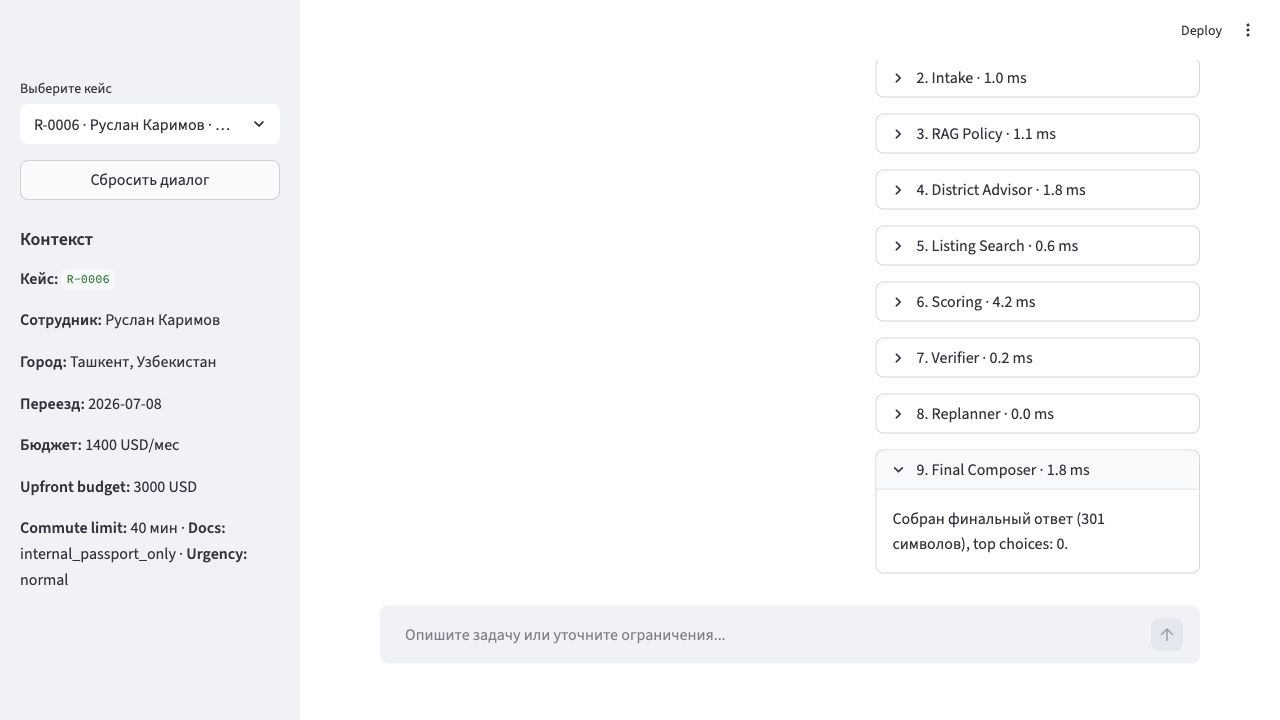 Deploy
Выберите кейс
R-0006 · Руслан Каримов · …
Сбросить диалог
Контекст
Кейс: R-0006
Сотрудник: Руслан Каримов
Город: Ташкент, Узбекистан
Переезд: 2026-07-08
Бюджет: 1400 USD/мес
Upfront budget: 3000 USD
Commute limit: 40 мин · Docs:
internal_passport_only · Urgency:
normal
2. Intake · 1.0 ms
3. RAG Policy · 1.1 ms
4. District Advisor · 1.8 ms
5. Listing Search · 0.6 ms
6. Scoring · 4.2 ms
7. Verifier · 0.2 ms
8. Replanner · 0.0 ms
9. Final Composer · 1.8 ms
Собран финальный ответ (301
символов), top choices: 0.
Опишите задачу или уточните ограничения...